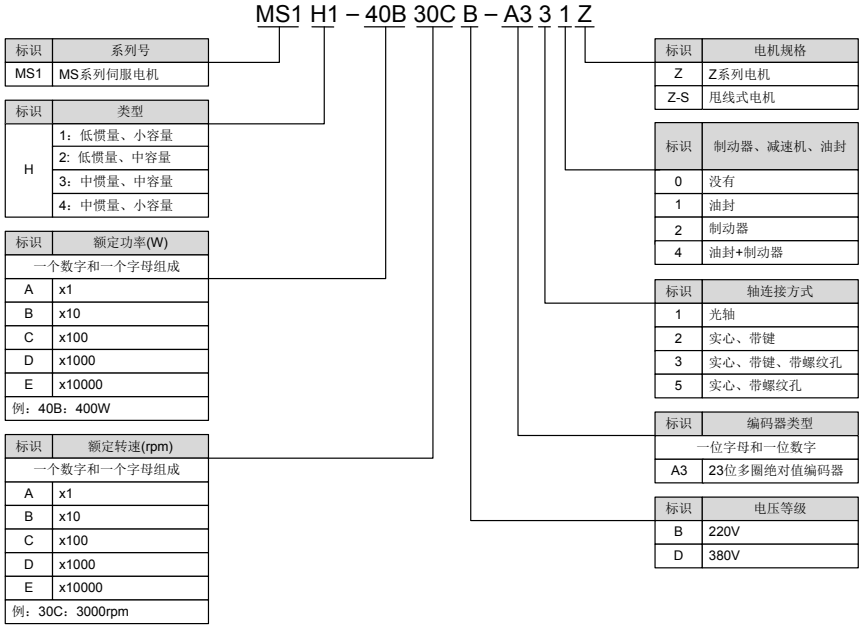 MS1 H1 – 40B 30C B – A3 3 1 Z
标识 系列号
MS1 MS系列伺服电机
标识 类型
H
1：低惯量、小容量
2: 低惯量、中容量
3：中惯量、中容量
4：中惯量、小容量
标识 额定功率(W)
一个数字和一个字母组成
A x1
B x10
C x100
D x1000
E x10000
例：40B：400W
标识 额定转速(rpm)
一个数字和一个字母组成
A x1
B x10
C x100
D x1000
E x10000
例：30C：3000rpm
标识 电机规格
Z Z系列电机
Z-S 甩线式电机
标识 制动器、减速机、油封
0 没有
1 油封
2 制动器
4 油封+制动器
标识 轴连接方式
1 光轴
2 实心、带键
3 实心、带键、带螺纹孔
5 实心、带螺纹孔
标识 编码器类型
一位字母和一位数字
A3 23位多圈绝对值编码器
标识 电压等级
B 220V
D 380V